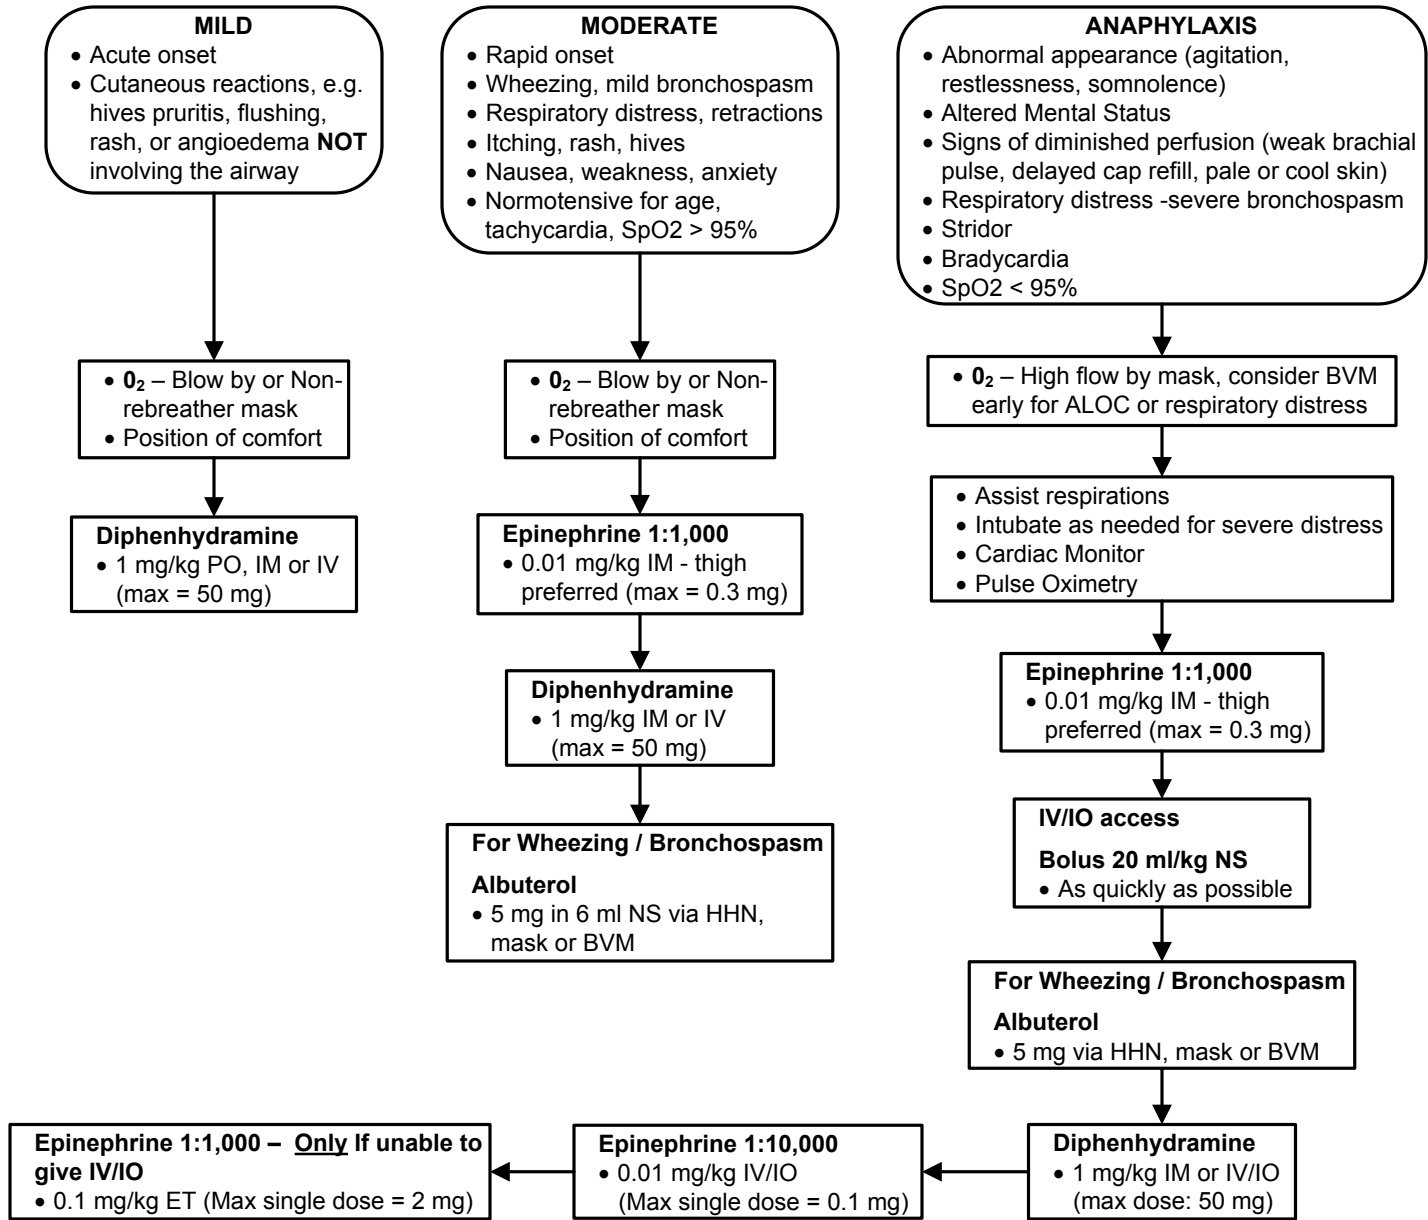 MILD
• Acute onset
• Cutaneous reactions, e.g.
hives pruritis, flushing,
rash, or angioedema NOT
involving the airway
0₂ – Blow by or Non-
rebreather mask
• Position of comfort
Diphenhydramine
• 1 mg/kg PO, IM or IV
(max = 50 mg)
MODERATE
• Rapid onset
• Wheezing, mild bronchospasm
• Respiratory distress, retractions
• Itching, rash, hives
• Nausea, weakness, anxiety
• Normotensive for age,
tachycardia, SpO2 > 95%
• 0₂ – Blow by or Non-
rebreather mask
• Position of comfort
Epinephrine 1:1,000
• 0.01 mg/kg IM - thigh
preferred (max = 0.3 mg)
Diphenhydramine
• 1 mg/kg IM or IV
(max = 50 mg)
For Wheezing / Bronchospasm
Albuterol
• 5 mg in 6 ml NS via HHN,
mask or BVM
ANAPHYLAXIS
• Abnormal appearance (agitation,
restlessness, somnolence)
• Altered Mental Status
• Signs of diminished perfusion (weak brachial
pulse, delayed cap refill, pale or cool skin)
• Respiratory distress -severe bronchospasm
• Stridor
• Bradycardia
• SpO2 < 95%
• 0₂ – High flow by mask, consider BVM
early for ALOC or respiratory distress
• Assist respirations
• Intubate as needed for severe distress
• Cardiac Monitor
• Pulse Oximetry
Epinephrine 1:1,000
• 0.01 mg/kg IM - thigh
preferred (max = 0.3 mg)
IV/IO access
Bolus 20 ml/kg NS
• As quickly as possible
For Wheezing / Bronchospasm
Albuterol
• 5 mg via HHN, mask or BVM
Diphenhydramine
• 1 mg/kg IM or IV/IO
(max dose: 50 mg)
Epinephrine 1:10,000
• 0.01 mg/kg IV/IO
(Max single dose = 0.1 mg)
Epinephrine 1:1,000 – Only If unable to
give IV/IO
• 0.1 mg/kg ET (Max single dose = 2 mg)